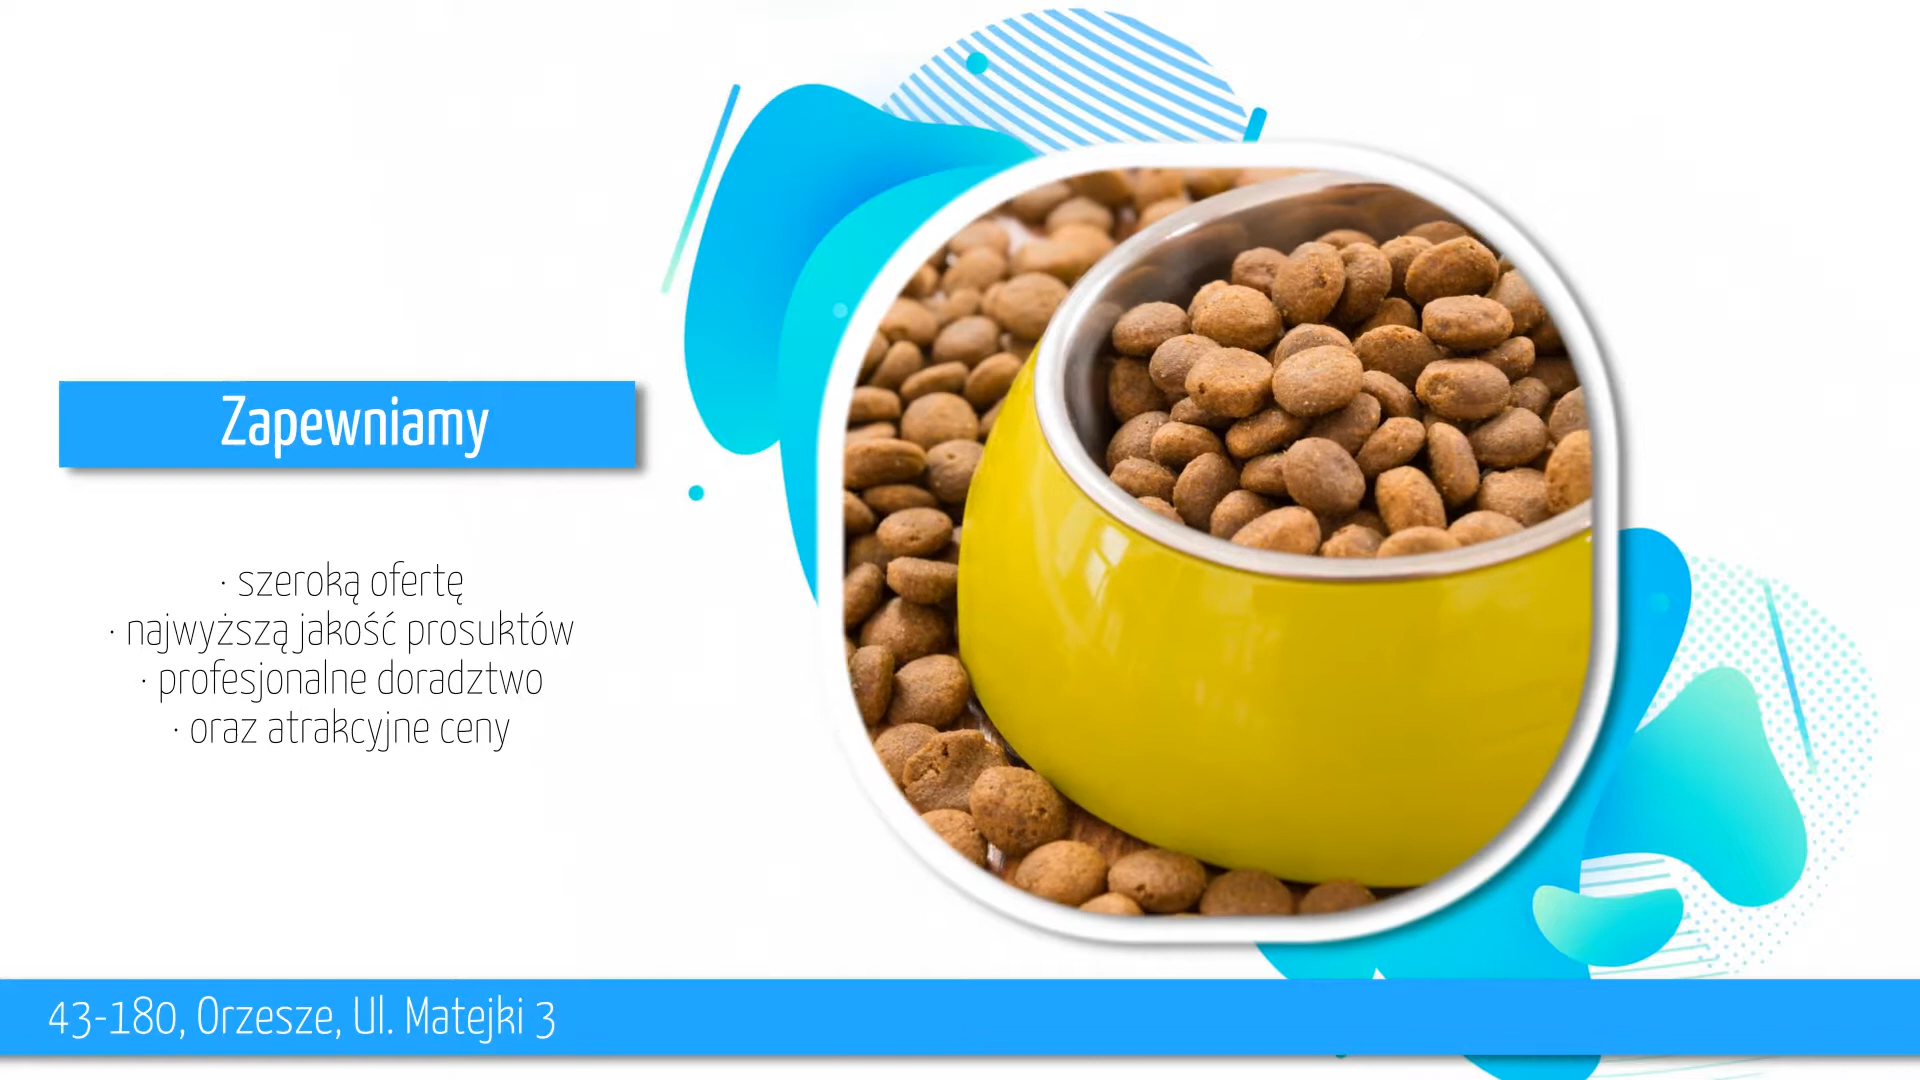 Zapewniamy
· szeroką ofertę
· najwyższą jakość prosuktów
· profesjonalne doradztwo
· oraz atrakcyjne ceny
43-180, Orzesze, Ul. Matejki 3